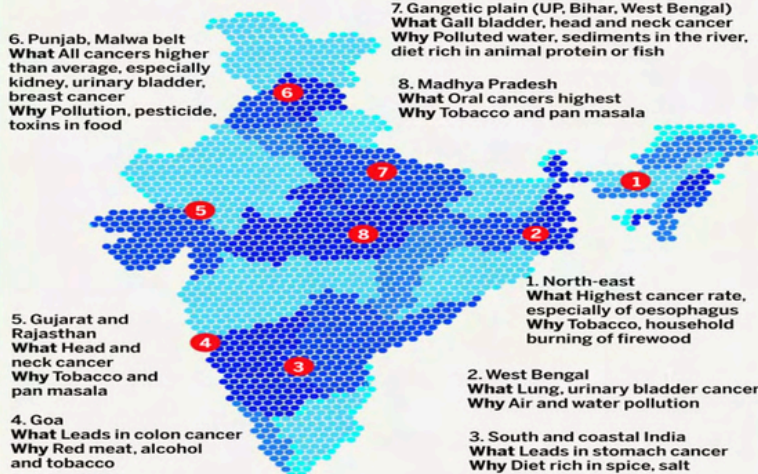 7. Gangetic plain (UP, Bihar, West Bengal)
What Gall bladder, head and neck cancer
Why Polluted water, sediments in the river,
diet rich in animal protein or fish
6. Punjab, Malwa belt
What All cancers higher
than average, especially
kidney, urinary bladder,
breast cancer
Why Pollution, pesticide,
toxins in food
8. Madhya Pradesh
What Oral cancers highest
Why Tobacco and pan masala
6
7
1
5
8
2
4
3
1. North-east
What Highest cancer rate,
especially of oesophagus
Why Tobacco, household
burning of firewood
5. Gujarat and
Rajasthan
What Head and
neck cancer
Why Tobacco and
pan masala
2. West Bengal
What Lung, urinary bladder cancer
Why Air and water pollution
4. Goa
What Leads in colon cancer
Why Red meat, alcohol
and tobacco
3. South and coastal India
What Leads in stomach cancer
Why Diet rich in spice, salt